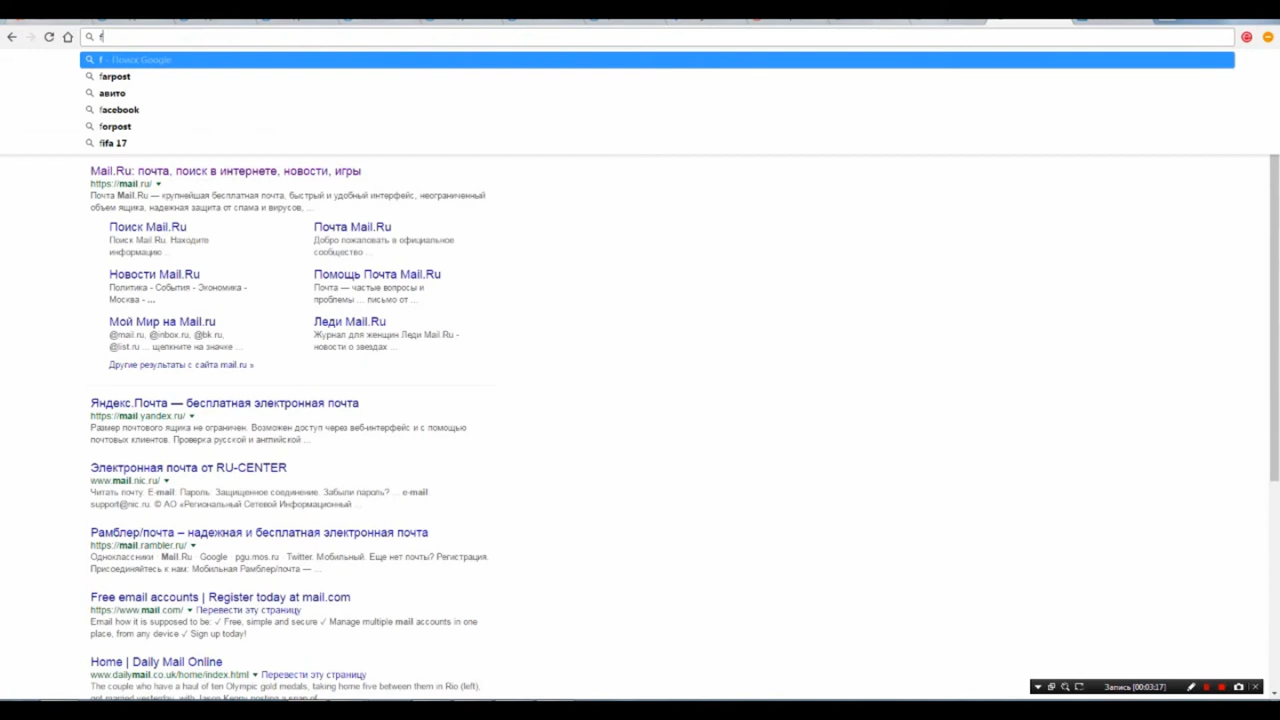 f
f - Поиск Google
farpost
авито
facebook
forpost
fifa 17
Mail.Ru: почта, поиск в интернете, новости, игры
https://mail.ru/
Почта Mail.Ru — крупнейшая бесплатная почта, быстрый и удобный интерфейс, неограниченный
объем ящика, надежная защита от спама и вирусов, ...
Поиск Mail.Ru
Поиск Mail.Ru. Находите
информацию ...
Почта Mail.Ru
Добро пожаловать в официальное
сообщество ...
Новости Mail.Ru
Политика - События - Экономика -
Москва - ...
Помощь Почта Mail.Ru
Почта — частые вопросы и
проблемы ... письмо от ...
Мой Мир на Mail.ru
@mail.ru, @inbox.ru, @bk.ru,
@list.ru ... щелкните на значке ...
Леди Mail.Ru
Журнал для женщин Леди Mail.Ru -
новости о звездах ...
Другие результаты с сайта mail.ru »
Яндекс.Почта — бесплатная электронная почта
https://mail.yandex.ru/
Размер почтового ящика не ограничен. Возможен доступ через веб-интерфейс и с помощью
почтовых клиентов. Проверка русской и английской ...
Электронная почта от RU-CENTER
www.mail.nic.ru/
Читать почту. E-mail: Пароль: Защищенное соединение. Забыли пароль? ... e-mail
support@nic.ru. © АО «Региональный Сетевой Информационный ...
Рамблер/почта – надежная и бесплатная электронная почта
https://mail.rambler.ru/
Одноклассники · Mail.Ru · Google · pgu.mos.ru · Twitter. Мобильный. Еще нет почты? Регистрация.
Присоединяйтесь к нам: Мобильная Рамблер/почта — ...
Free email accounts | Register today at mail.com
https://www.mail.com/ Перевести эту страницу
Email how it is supposed to be: ✓ Free, simple and secure ✓ Manage multiple mail accounts in one
place, from any device ✓ Sign up today!
Home | Daily Mail Online
www.dailymail.co.uk/home/index.html Перевести эту страницу
The couple who have a haul of ten Olympic gold medals, taking home five between them in Rio (left),
got married yesterday, with Jason Kenny posting a snap of
Запись [00:03:17]